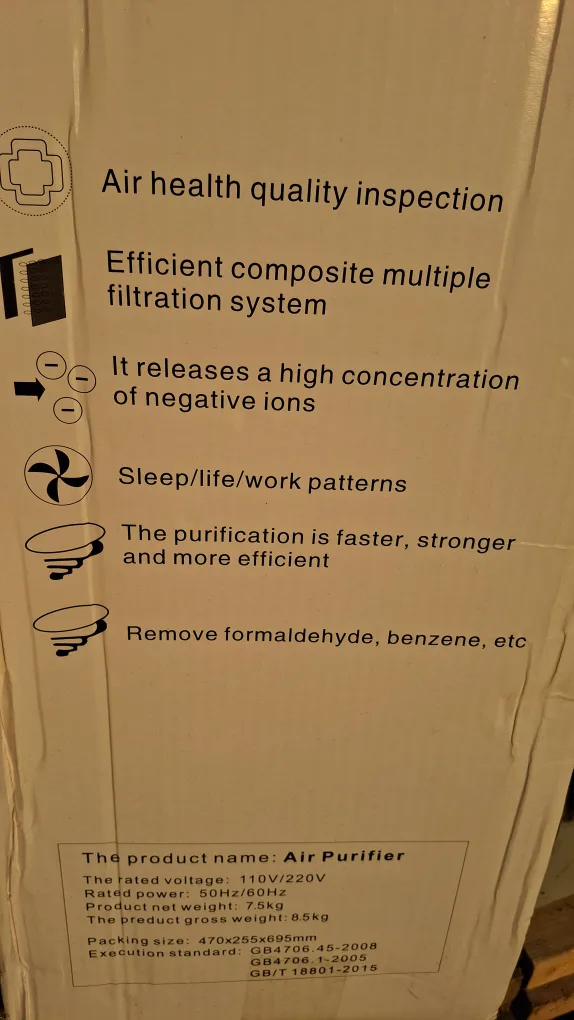 Air health quality inspection
Efficient composite multiple
filtration system
It releases a high concentration
of negative ions
Sleep/life/work patterns
The purification is faster, stronger
and more efficient
Remove formaldehyde, benzene, etc
The product name: Air Purifier
The rated voltage: 110V/220V
Rated power: 50Hz/60Hz
Product net weight: 7.5kg
The preduct gross weight: 8.5kg
Packing size: 470x255x695mm
Execution standard: GB4706.45-2008
GB4706.1-2005
GB/T 18801-2015